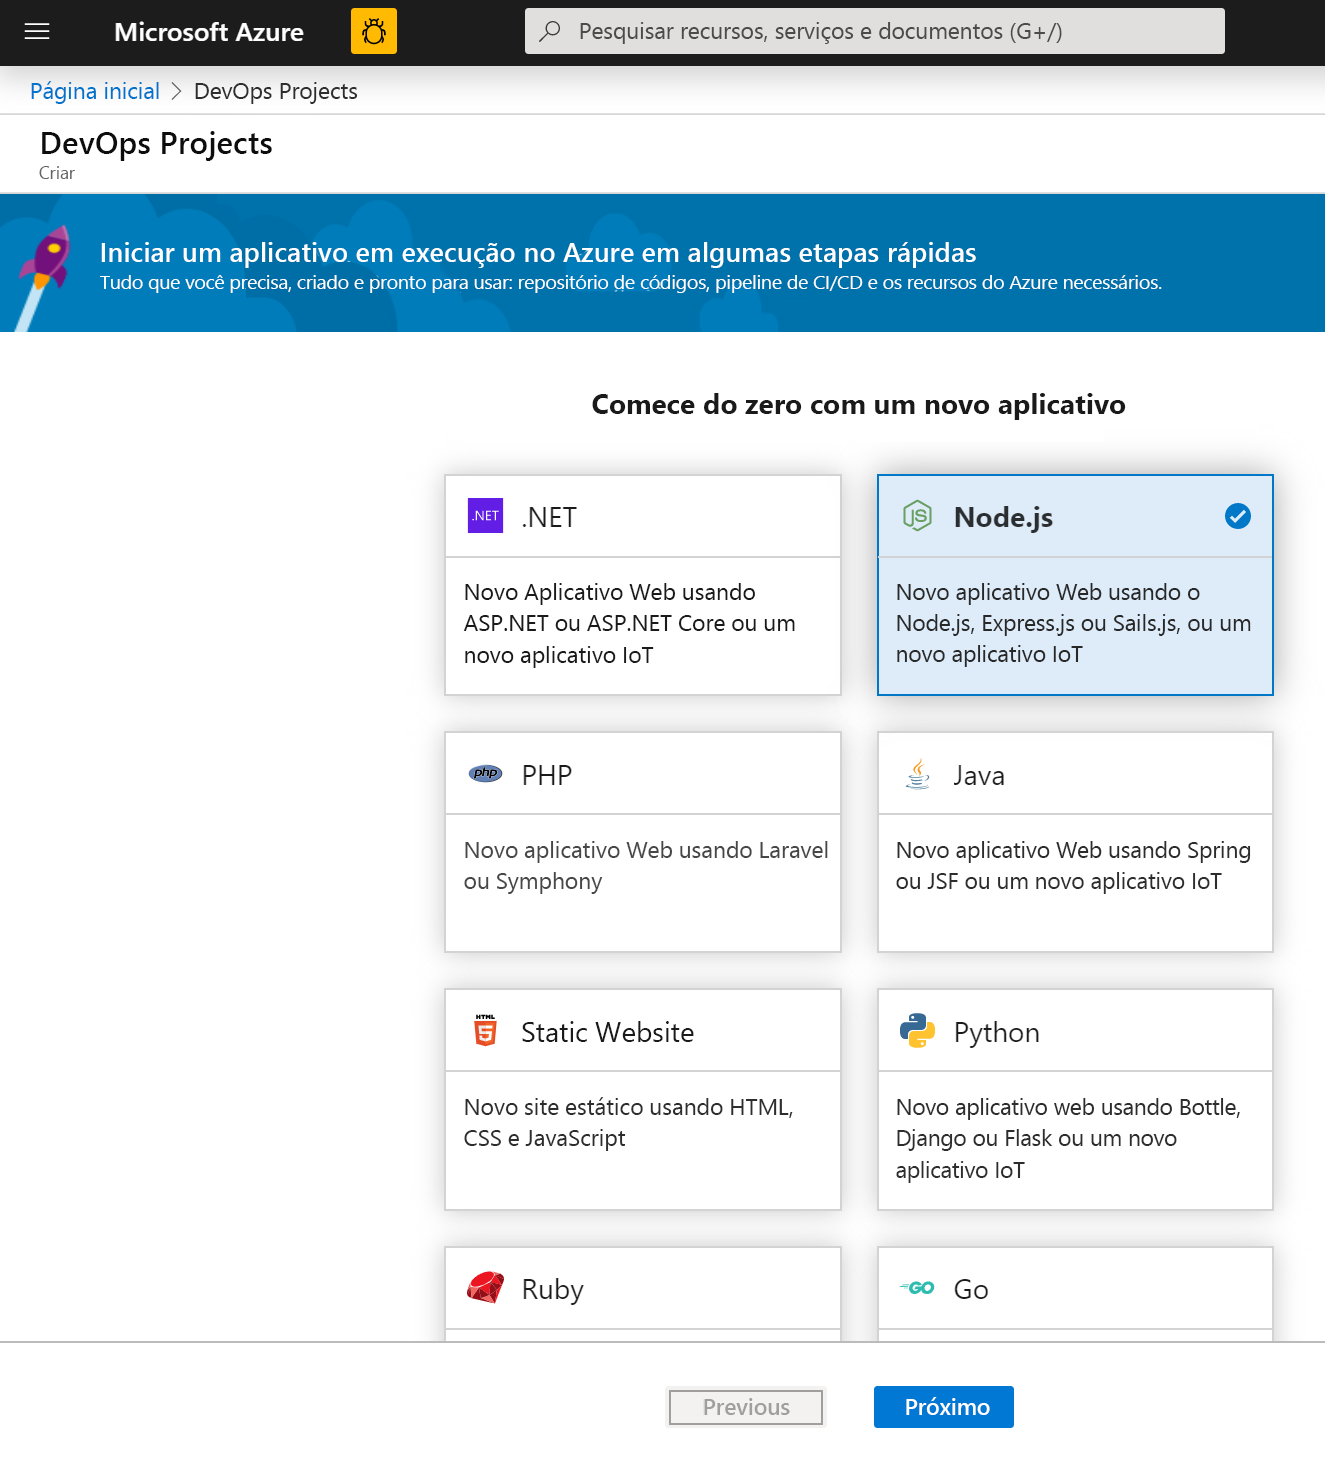 Microsoft Azure
Pesquisar recursos, serviços e documentos (G+/)
Página inicial > DevOps Projects
DevOps Projects
Criar
Iniciar um aplicativo em execução no Azure em algumas etapas rápidas
Tudo que você precisa, criado e pronto para usar: repositório de códigos, pipeline de CI/CD e os recursos do Azure necessários.
Comece do zero com um novo aplicativo
.NET
.NET
Novo Aplicativo Web usando
ASP.NET ou ASP.NET Core ou um
novo aplicativo IoT
JS
Node.js
Novo aplicativo Web usando o
Node.js, Express.js ou Sails.js, ou um
novo aplicativo IoT
php
PHP
Novo aplicativo Web usando Laravel
ou Symphony
Java
Novo aplicativo Web usando Spring
ou JSF ou um novo aplicativo IoT
HTML
5
Static Website
Novo site estático usando HTML,
CSS e JavaScript
Python
Novo aplicativo web usando Bottle,
Django ou Flask ou um novo
aplicativo IoT
Ruby
GO
Go
Previous
Próximo